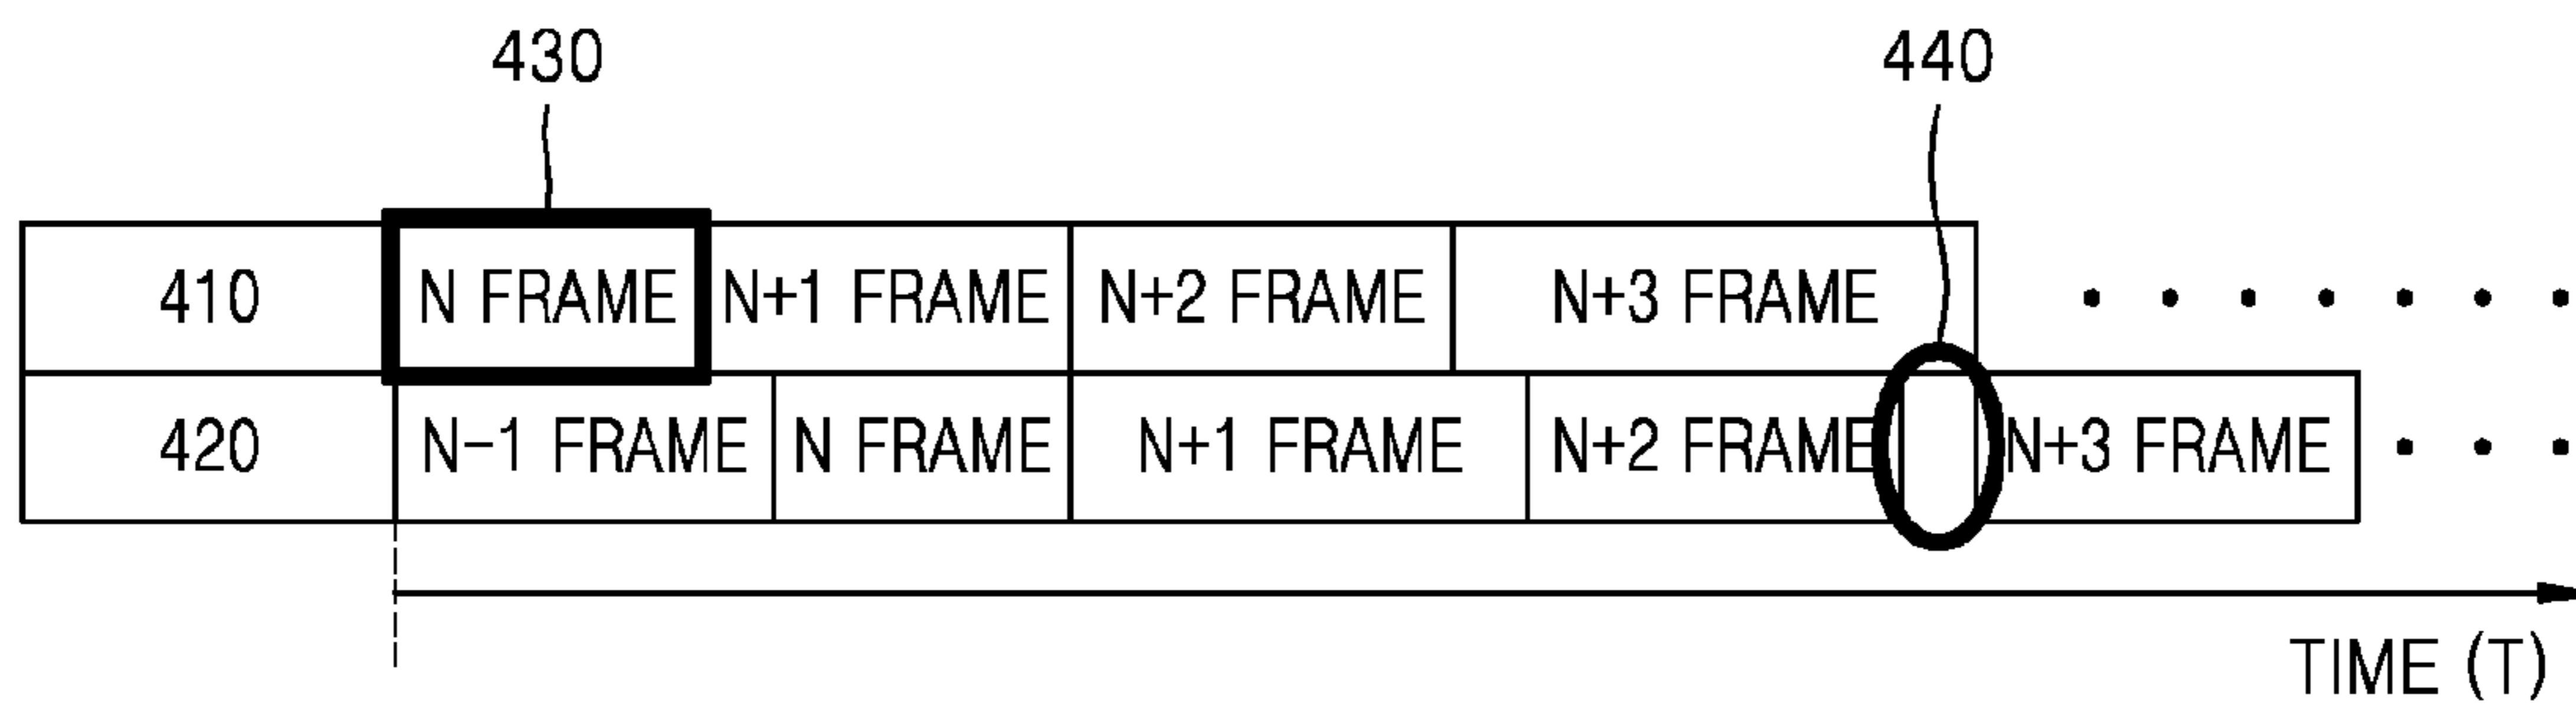 430 440
410 N FRAME N+1 FRAME N+2 FRAME N+3 FRAME
420 N-1 FRAME N FRAME N+1 FRAME N+2 FRAME N+3 FRAME
TIME (T)